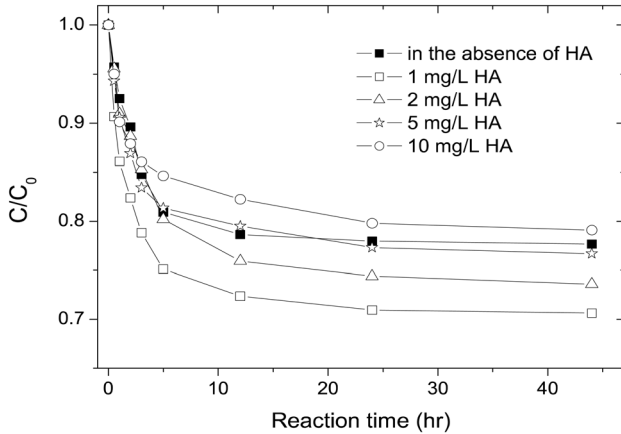 1.0
0.9
0.8
0.7
C/C₀
in the absence of HA
1 mg/L HA
2 mg/L HA
5 mg/L HA
10 mg/L HA
0 10 20 30 40
Reaction time (hr)